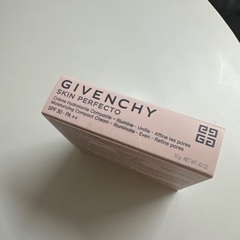 GIVENCHY
SKIN PERFECTO
Crème Hydratante Compacte - Illumine - Unifie - Affine les pores
Moisturizing Compact Cream - Illuminate - Even - Refine pores
SPF 20 - PA ++